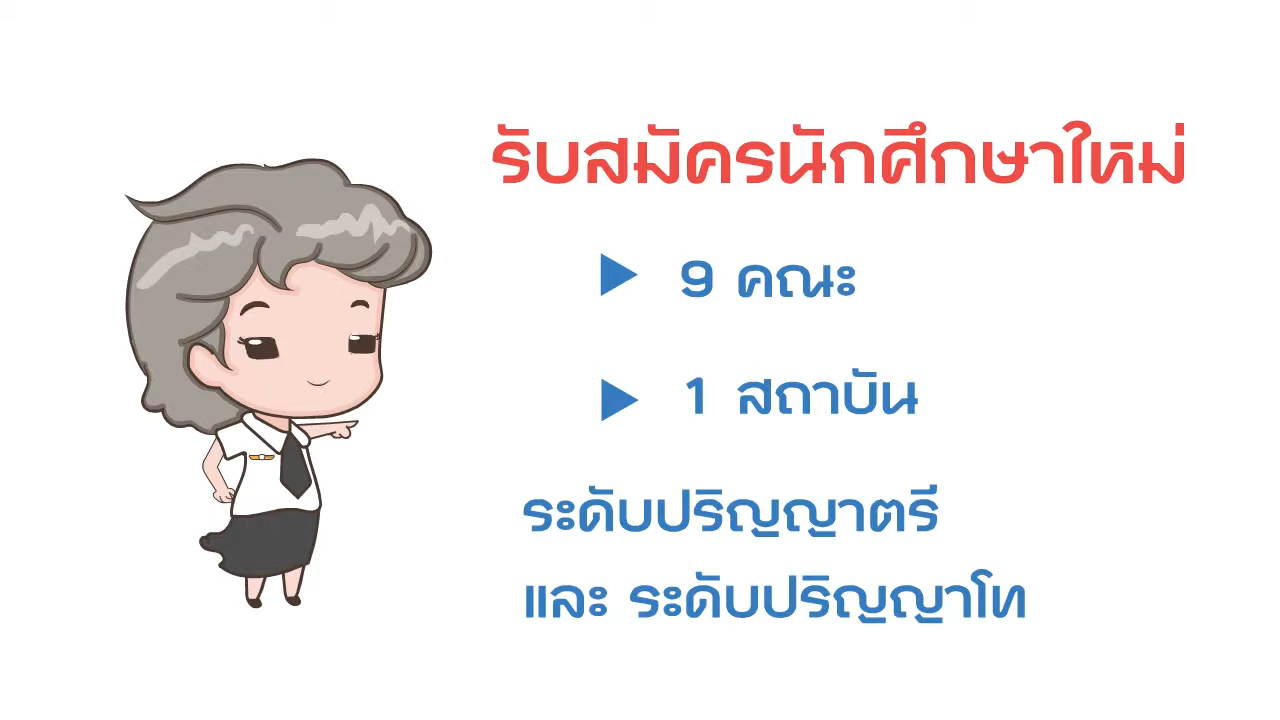 รับสมัครนักศึกษาใหม่
9 คณะ
1 สถาบัน
ระดับปริญญาตรี
และ ระดับปริญญาโท